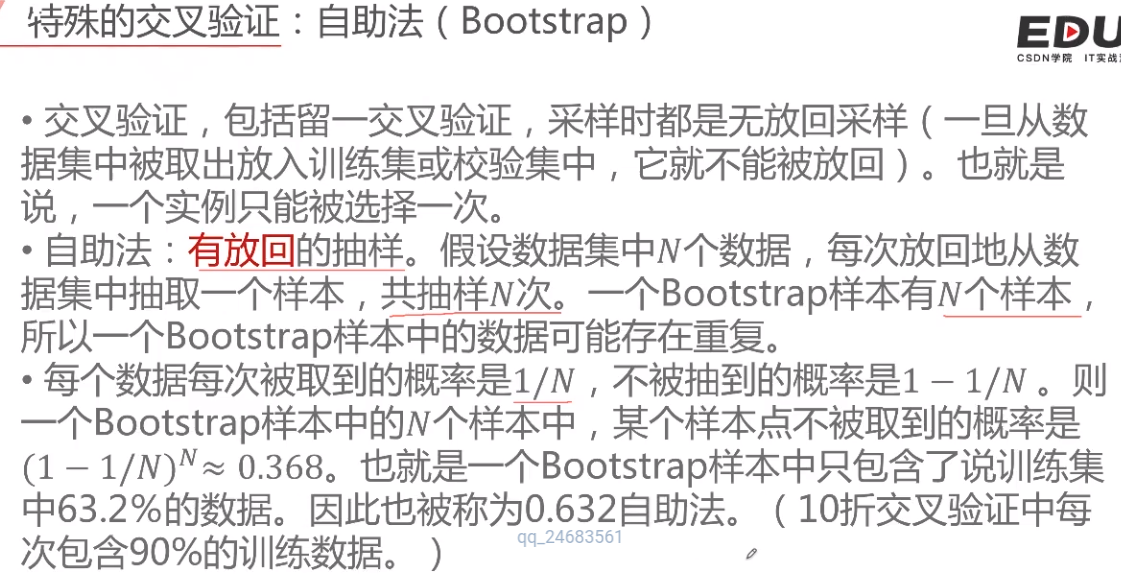 特殊的交叉验证：自助法（Bootstrap）
EDU
CSDN学院 IT实战
• 交叉验证，包括留一交叉验证，采样时都是无放回采样（一旦从数
据集中被取出放入训练集或校验集中，它就不能被放回）。也就是
说，一个实例只能被选择一次。
• 自助法：有放回的抽样。假设数据集中N个数据，每次放回地从数
据集中抽取一个样本，共抽样N次。一个Bootstrap样本有N个样本，
所以一个Bootstrap样本中的数据可能存在重复。
• 每个数据每次被取到的概率是1/N，不被抽到的概率是1 − 1/N 。则
一个Bootstrap样本中的N个样本中，某个样本点不被取到的概率是
(1 − 1/N)^N ≈ 0.368。也就是一个Bootstrap样本中只包含了说训练集
中63.2%的数据。因此也被称为0.632自助法。（10折交叉验证中每
次包含90%的训练数据。）
qq_24683561